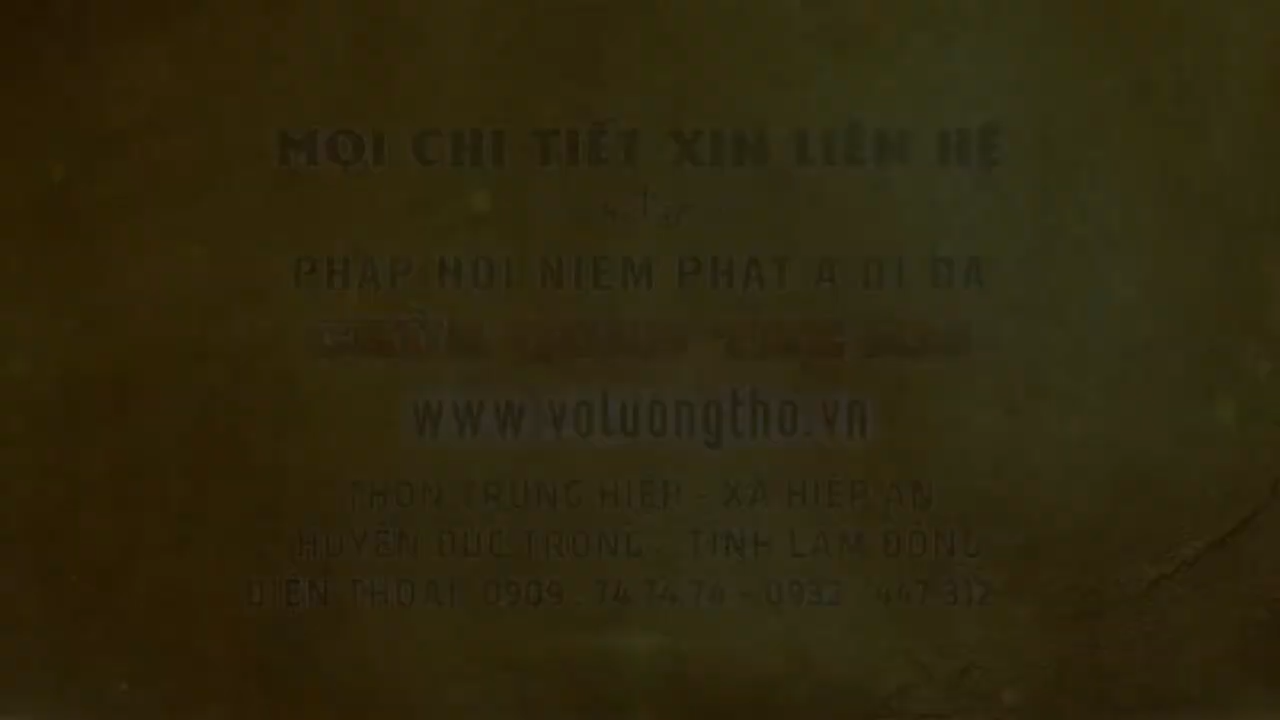 MỌI CHI TIẾT XIN LIÊN HỆ
PHÁP HỘI NIỆM PHẬT A DI ĐÀ
www.voluongtho.vn
THÔN TRUNG HIỆP - XÃ HIỆP AN
HUYỆN ĐỨC TRỌNG - TỈNH LÂM ĐỒNG
ĐIỆN THOẠI: 0909 . 74 74 74 - 0932 . 447 312